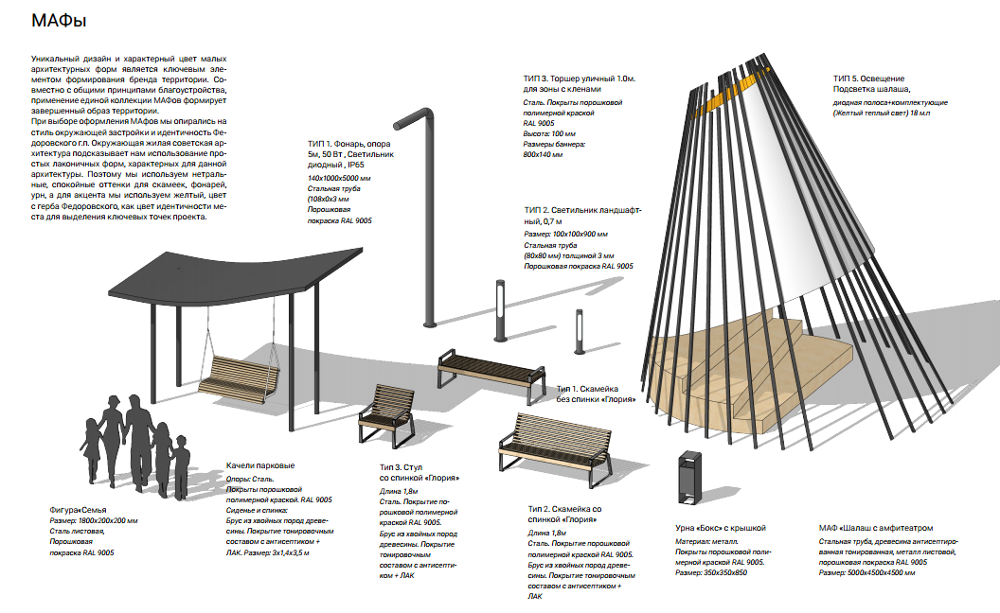 МАФы
Уникальный дизайн и характерный цвет малых
архитектурных форм является ключевым эле-
ментом формирования бренда территории. Со-
вместно с общими принципами благоустройства,
применение единой коллекции МАФов формирует
завершенный образ территории.
При выборе оформления МАфов мы опирались на
стиль окружающей застройки и идентичность Фе-
доровского г.п. Окружающая жилая советская ар-
хитектура подсказывает нам использование про-
стых лаконичных форм, характерных для данной
архитектуры. Поэтому мы используем нетраль-
ные, спокойные оттенки для скамеек, фонарей,
урн, а для акцента мы используем желтый, цвет
с герба Федоровского, как цвет идентичности ме-
ста для выделения ключевых точек проекта.
ТИП 1. Фонарь, опора
5м, 50 Вт , Светильник
диодный , IP65
140х1000х5000 мм
Стальная труба
(108х0х3 мм
Порошковая
покраска RAL 9005
ТИП 3. Торшер уличный 1.0м.
для зоны с кленами
Сталь. Покрыты порошковой
полимерной краской
RAL 9005
Высота: 100 мм
Размеры баннера:
800х140 мм
ТИП 2. Светильник ландшафт-
ный, 0,7 м
Размер: 100х100х900 мм
Стальная труба
(80х80 мм) толщиной 3 мм
Порошковая покраска RAL 9005
ТИП 5. Освещение
Подсветка шалаша,
диодная полоса+комплектующие
(Желтый теплый свет) 18 м.п
Тип 1. Скамейка
без спинки «Глория»
Фигура«Семья
Размер: 1800х200х200 мм
Сталь листовая,
Порошковая
покраска RAL 9005
Качели парковые
Опоры: Сталь.
Покрыты порошковой
полимерной краской. RAL 9005
Сиденье и спинка:
Брус из хвойных пород древе-
сины. Покрытие тонировочным
составом с антисептиком +
ЛАК. Размер: 3х1,4х3,5 м
Тип 3. Стул
со спинкой «Глория»
Длина 1,8м
Сталь. Покрытие по-
рошковой полимерной
краской RAL 9005.
Брус из хвойных пород
древесины. Покрытие
тонировочным
составом с антисепти-
ком + ЛАК
Тип 2. Скамейка со
спинкой «Глория»
Длина 1,8м
Сталь. Покрытие порошковой
полимерной краской RAL 9005.
Брус из хвойных пород древе-
сины. Покрытие тонировочным
составом с антисептиком +
ЛАК
Урна «Бокс» с крышкой
Материал: металл.
Покрыты порошковой поли-
мерной краской RAL 9005.
Размер: 350х350х850
МАФ «Шалаш с амфитеатром
Стальная труба, древесина антисептиро-
ванная тонированная, металл листовой,
порошковая покраска RAL 9005
Размер: 5000х4500х4500 мм